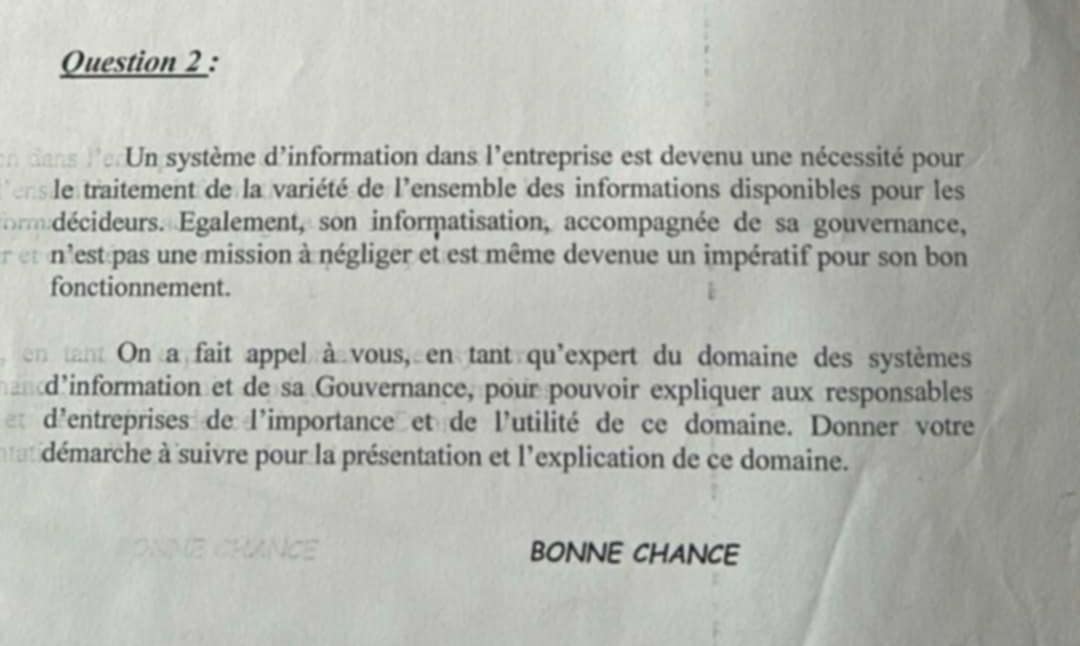 Question 2 :
Un système d'information dans l'entreprise est devenu une nécessité pour
le traitement de la variété de l'ensemble des informations disponibles pour les
décideurs. Egalement, son informatisation, accompagnée de sa gouvernance,
n'est pas une mission à négliger et est même devenue un impératif pour son bon
fonctionnement.
On a fait appel à vous, en tant qu'expert du domaine des systèmes
d'information et de sa Gouvernance, pour pouvoir expliquer aux responsables
d'entreprises de l'importance et de l'utilité de ce domaine. Donner votre
démarche à suivre pour la présentation et l'explication de ce domaine.
BONNE CHANCE
BONNE CHANCE